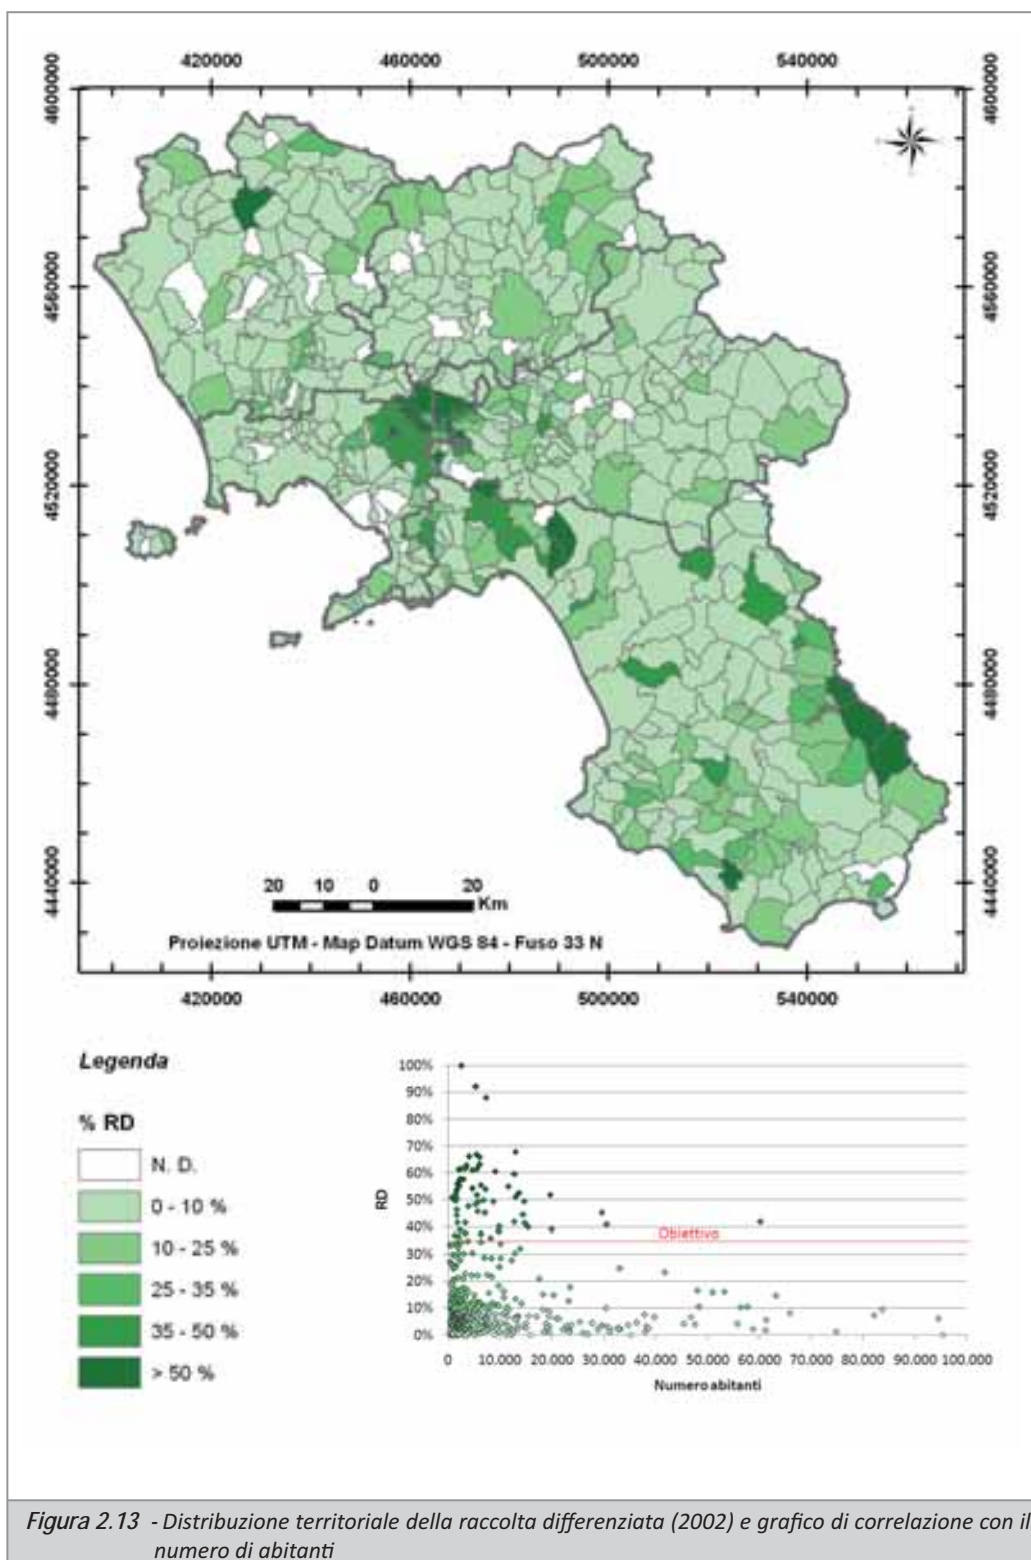 420000 460000 500000 540000
4600000 4600000
4560000 4560000
4520000 4520000
4480000 4480000
4440000 4440000
20 10 0 20
Km
Proiezione UTM - Map Datum WGS 84 - Fuso 33 N
420000 460000 500000 540000
Legenda
% RD
N. D.
0 - 10 %
10 - 25 %
25 - 35 %
35 - 50 %
> 50 %
100%
90%
80%
70%
60%
50%
40%
30%
20%
10%
0%
RD
Obiettivo
0 10.000 20.000 30.000 40.000 50.000 60.000 70.000 80.000 90.000 100.000
Numero abitanti
Figura 2.13 - Distribuzione territoriale della raccolta differenziata (2002) e grafico di correlazione con il
numero di abitanti